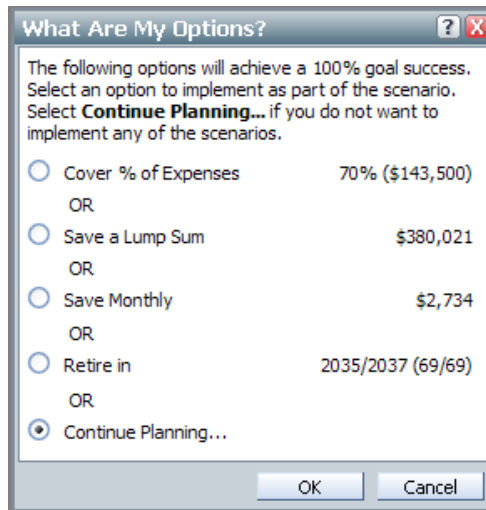 What Are My Options?
?
X
The following options will achieve a 100% goal success.
Select an option to implement as part of the scenario.
Select Continue Planning... if you do not want to
implement any of the scenarios.
Cover % of Expenses 70% ($143,500)
OR
Save a Lump Sum $380,021
OR
Save Monthly $2,734
OR
Retire in 2035/2037 (69/69)
OR
Continue Planning...
OK Cancel